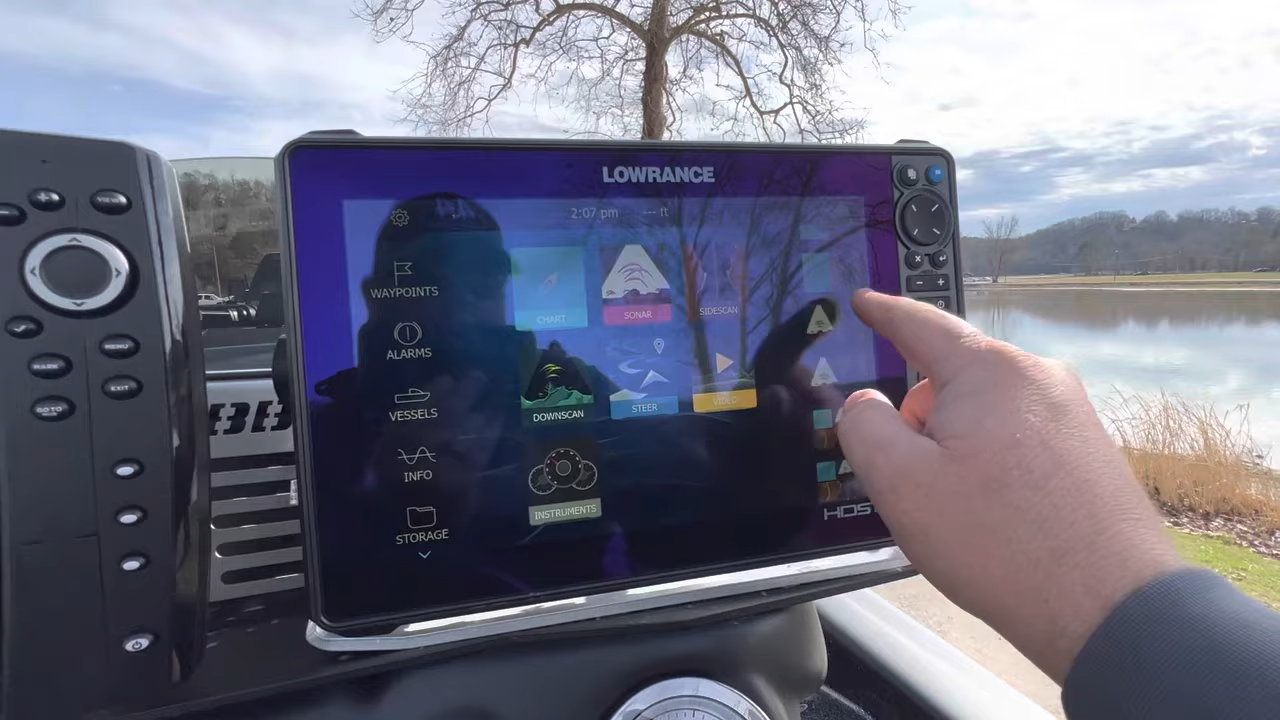 LOWRANCE
2:07 pm --- ft
WAYPOINTS
ALARMS
VESSELS
INFO
STORAGE
CHART
SONAR
SIDESCAN
DOWNSCAN
STEER
VIDEO
INSTRUMENTS
HDS
MENU
MARK
EXIT
GO TO